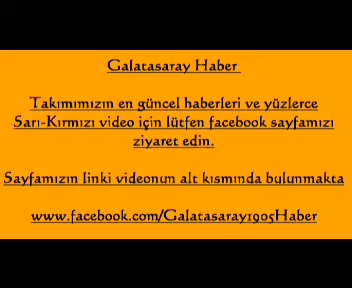 Galatasaray Haber
Takımımızın en güncel haberleri ve yüzlerce
Sarı-Kırmızı video için lütfen facebook sayfamızı
ziyaret edin.
Sayfamızın linki videonun alt kısmında bulunmakta
www.facebook.com/Galatasaray1905Haber